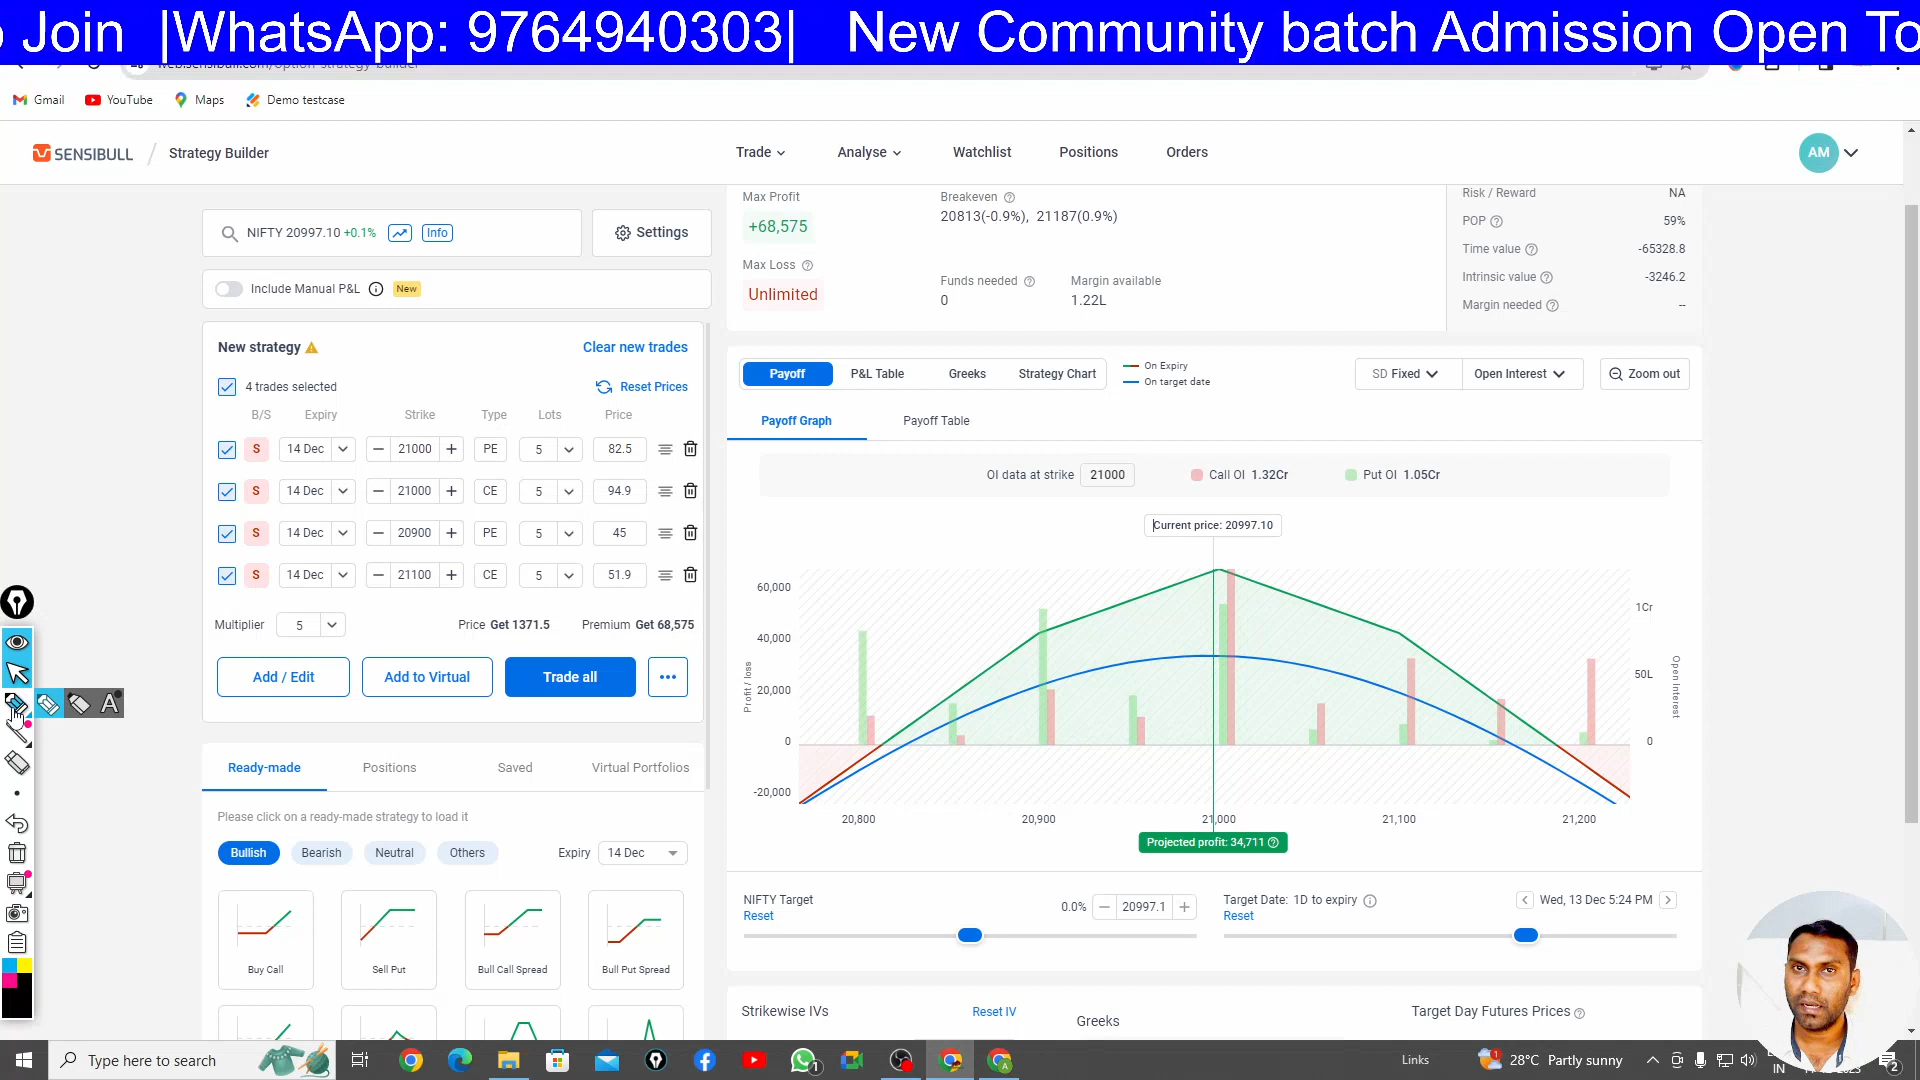 Join |WhatsApp: 9764940303| New Community batch Admission Open To
web.sensibull.com/option-strategy-builder
Gmail YouTube Maps Demo testcase
SENSIBULL / Strategy Builder
Trade Analyse Watchlist Positions Orders
AM
NIFTY 20997.10 +0.1% Info
Settings
Include Manual P&L New
New strategy
Clear new trades
4 trades selected
Reset Prices
B/S Expiry Strike Type Lots Price
S 14 Dec 21000 PE 5 82.5
S 14 Dec 21000 CE 5 94.9
S 14 Dec 20900 PE 5 45
S 14 Dec 21100 CE 5 51.9
Multiplier 5 Price Get 1371.5 Premium Get 68,575
Add / Edit Add to Virtual Trade all ...
Ready-made Positions Saved Virtual Portfolios
Please click on a ready-made strategy to load it
Bullish Bearish Neutral Others Expiry 14 Dec
Buy Call Sell Put Bull Call Spread Bull Put Spread
Max Profit
+68,575
Breakeven
20813(-0.9%), 21187(0.9%)
Max Loss
Unlimited
Funds needed
0
Margin available
1.22L
Risk / Reward NA
POP 59%
Time value -65328.8
Intrinsic value -3246.2
Margin needed --
Payoff P&L Table Greeks Strategy Chart
On Expiry
On target date
SD Fixed Open Interest Zoom out
Payoff Graph Payoff Table
OI data at strike 21000 Call OI 1.32Cr Put OI 1.05Cr
Current price: 20997.10
60,000
40,000
20,000
0
-20,000
Profit / loss
1Cr
50L
0
Open Interest
20,800 20,900 21,000 21,100 21,200
Projected profit: 34,711
NIFTY Target
Reset
0.0% 20997.1
Target Date: 1D to expiry
Reset
Wed, 13 Dec 5:24 PM
Strikewise IVs Reset IV
Greeks
Target Day Futures Prices
A
Type here to search
Links
28°C Partly sunny
IN